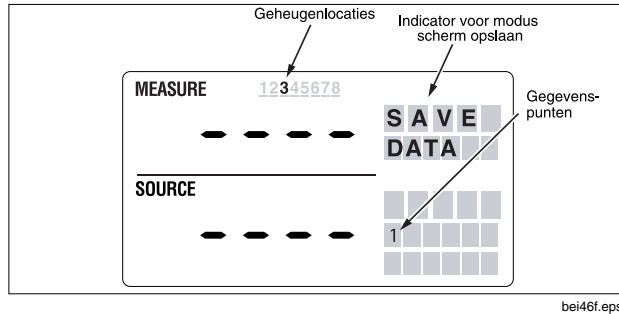 Geheugenlocaties
Indicator voor modus
scherm opslaan
MEASURE
12345678
SAVE
DATA
Gegevens-
punten
SOURCE
1
bei46f.eps